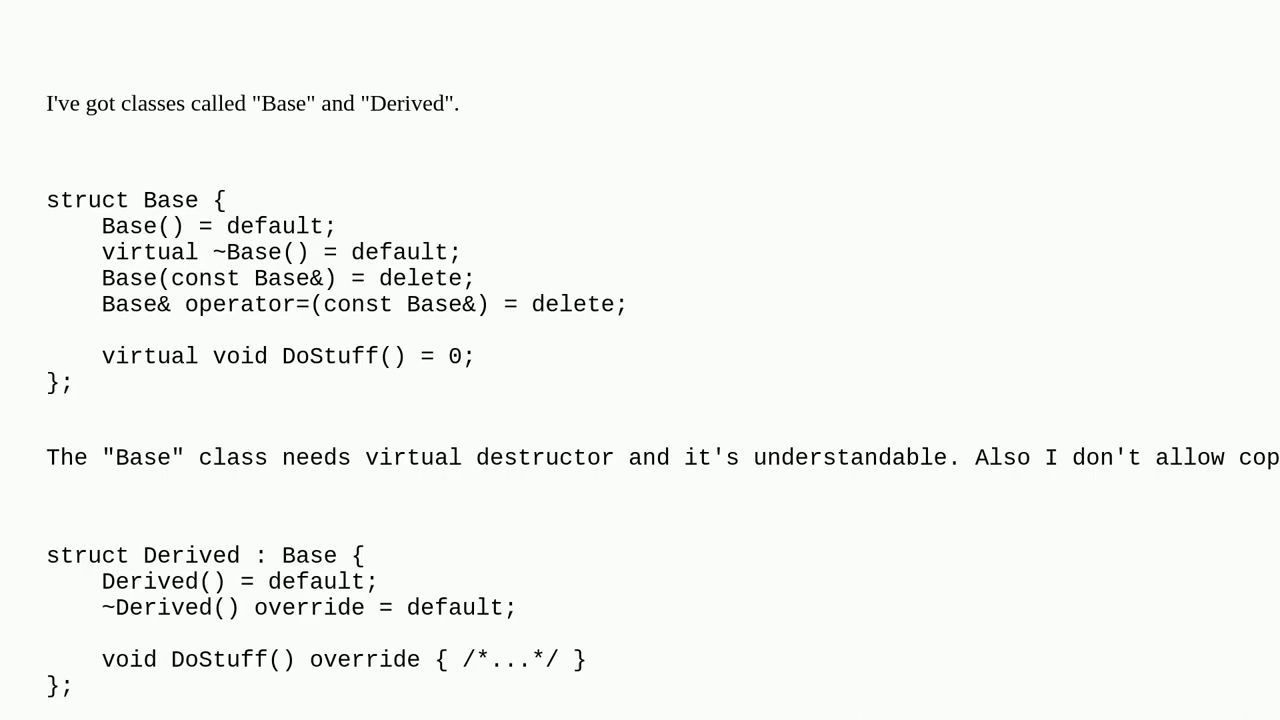 I've got classes called "Base" and "Derived".
struct Base {
    Base() = default;
    virtual ~Base() = default;
    Base(const Base&) = delete;
    Base& operator=(const Base&) = delete;

    virtual void DoStuff() = 0;
};
The "Base" class needs virtual destructor and it's understandable. Also I don't allow cop
struct Derived : Base {
    Derived() = default;
    ~Derived() override = default;

    void DoStuff() override { /*...*/ }
};